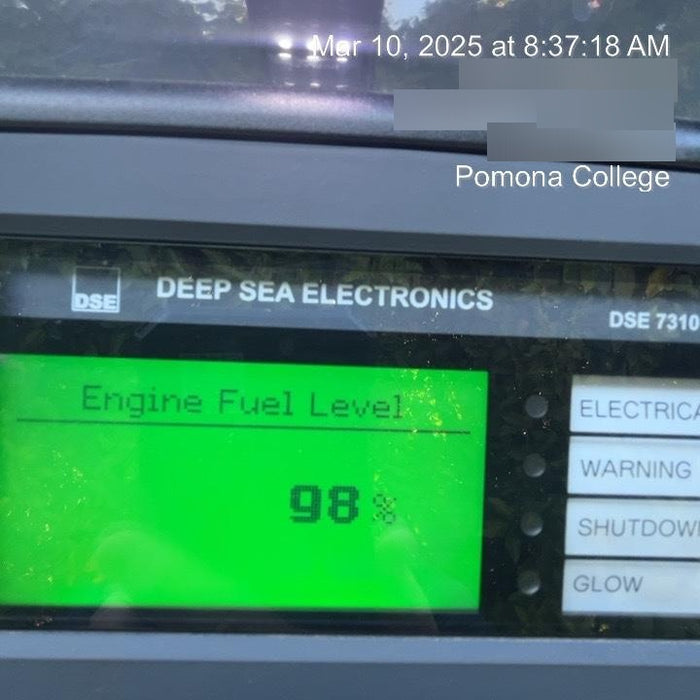 Mar 10, 2025 at 8:37:18 AM
Pomona College
DSE
DEEP SEA ELECTRONICS
DSE 7310
Engine Fuel Level
98 %
ELECTRICA
WARNING
SHUTDOW
GLOW